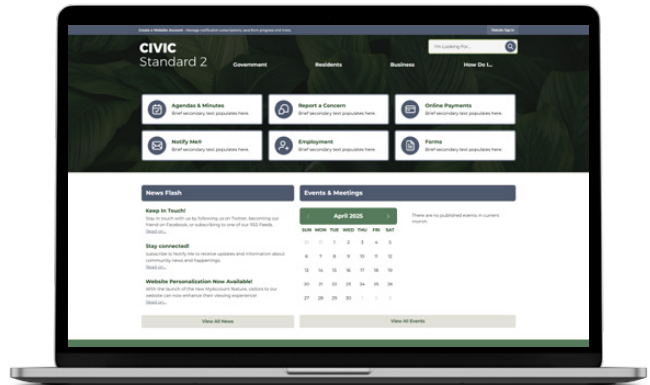 Create a Website Account - Manage notification subscriptions, save form progress and more.
Website Sign In
CIVIC
Standard 2
I'm Looking For...
Government
Residents
Business
How Do I...
Agendas & Minutes
Brief secondary text populates here.
Report a Concern
Brief secondary text populates here.
Online Payments
Brief secondary text populates here.
Notify Me®
Brief secondary text populates here.
Employment
Brief secondary text populates here.
Forms
Brief secondary text populates here.
News Flash
Keep In Touch!
Stay in touch with us by following us on Twitter, becoming our
friend on Facebook, or subscribing to one of our RSS Feeds.
Read on...
Stay connected!
Subscribe to Notify Me to receive updates and information about
community news and happenings.
Read on...
Website Personalization Now Available!
With the launch of the new MyAccount feature, visitors to our
website can now enhance their viewing experience!
Read on...
View All News
Events & Meetings
April 2025
SUN MON TUE WED THU FRI SAT
30 31 1 2 3 4 5
6 7 8 9 10 11 12
13 14 15 16 17 18 19
20 21 22 23 24 25 26
27 28 29 30 1 2 3
There are no published events in current
month.
View All Events